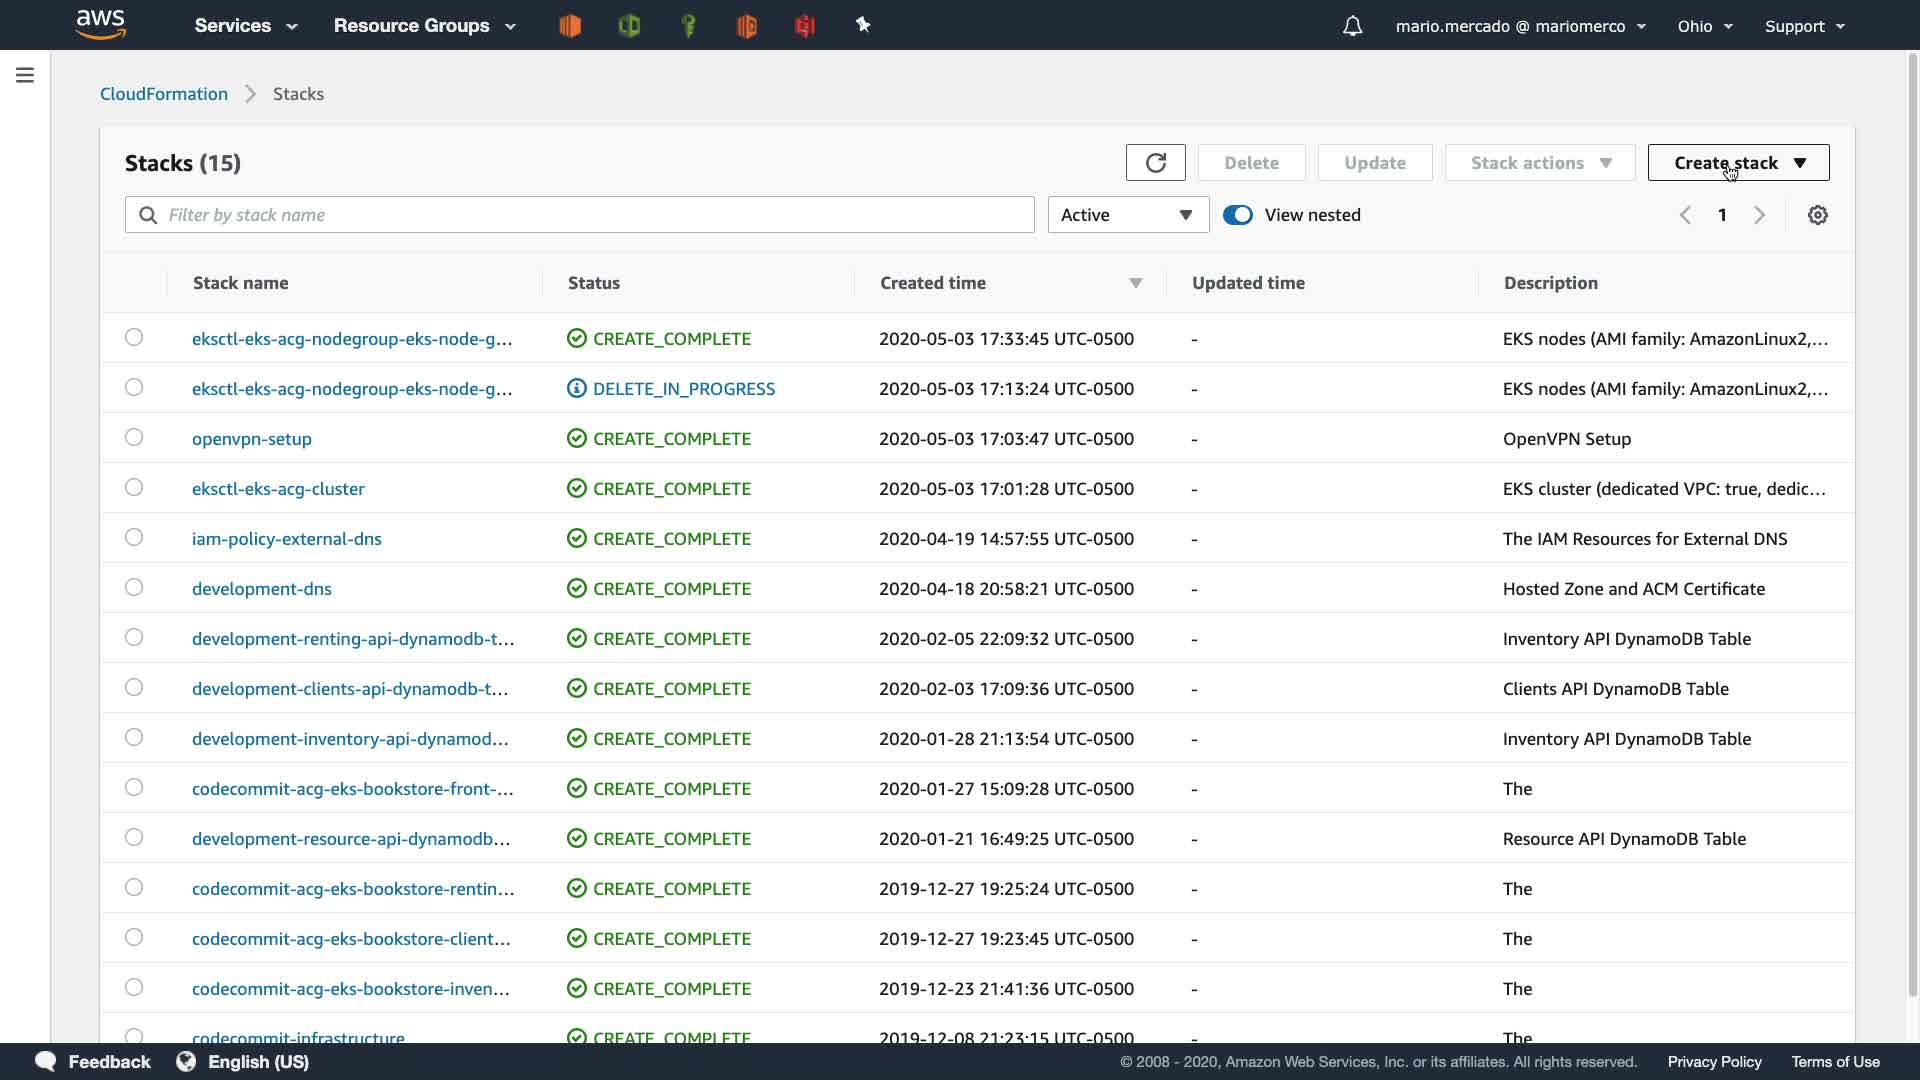 aws Services Resource Groups mario.mercado @ mariomerco Ohio Support
CloudFormation Stacks
Stacks (15) Delete Update Stack actions Create stack
Filter by stack name Active View nested 1
Stack name Status Created time Updated time Description
eksctl-eks-acg-nodegroup-eks-node-g... CREATE_COMPLETE 2020-05-03 17:33:45 UTC-0500 - EKS nodes (AMI family: AmazonLinux2,...
eksctl-eks-acg-nodegroup-eks-node-g... DELETE_IN_PROGRESS 2020-05-03 17:13:24 UTC-0500 - EKS nodes (AMI family: AmazonLinux2,...
openvpn-setup CREATE_COMPLETE 2020-05-03 17:03:47 UTC-0500 - OpenVPN Setup
eksctl-eks-acg-cluster CREATE_COMPLETE 2020-05-03 17:01:28 UTC-0500 - EKS cluster (dedicated VPC: true, dedic...
iam-policy-external-dns CREATE_COMPLETE 2020-04-19 14:57:55 UTC-0500 - The IAM Resources for External DNS
development-dns CREATE_COMPLETE 2020-04-18 20:58:21 UTC-0500 - Hosted Zone and ACM Certificate
development-renting-api-dynamodb-t... CREATE_COMPLETE 2020-02-05 22:09:32 UTC-0500 - Inventory API DynamoDB Table
development-clients-api-dynamodb-t... CREATE_COMPLETE 2020-02-03 17:09:36 UTC-0500 - Clients API DynamoDB Table
development-inventory-api-dynamod... CREATE_COMPLETE 2020-01-28 21:13:54 UTC-0500 - Inventory API DynamoDB Table
codecommit-acg-eks-bookstore-front-... CREATE_COMPLETE 2020-01-27 15:09:28 UTC-0500 - The
development-resource-api-dynamodb... CREATE_COMPLETE 2020-01-21 16:49:25 UTC-0500 - Resource API DynamoDB Table
codecommit-acg-eks-bookstore-rentin... CREATE_COMPLETE 2019-12-27 19:25:24 UTC-0500 - The
codecommit-acg-eks-bookstore-client... CREATE_COMPLETE 2019-12-27 19:23:45 UTC-0500 - The
codecommit-acg-eks-bookstore-inven... CREATE_COMPLETE 2019-12-23 21:41:36 UTC-0500 - The
codecommit-infrastructure CREATE_COMPLETE 2019-12-08 21:23:15 UTC-0500 - The
Feedback English (US) © 2008 - 2020, Amazon Web Services, Inc. or its affiliates. All rights reserved. Privacy Policy Terms of Use